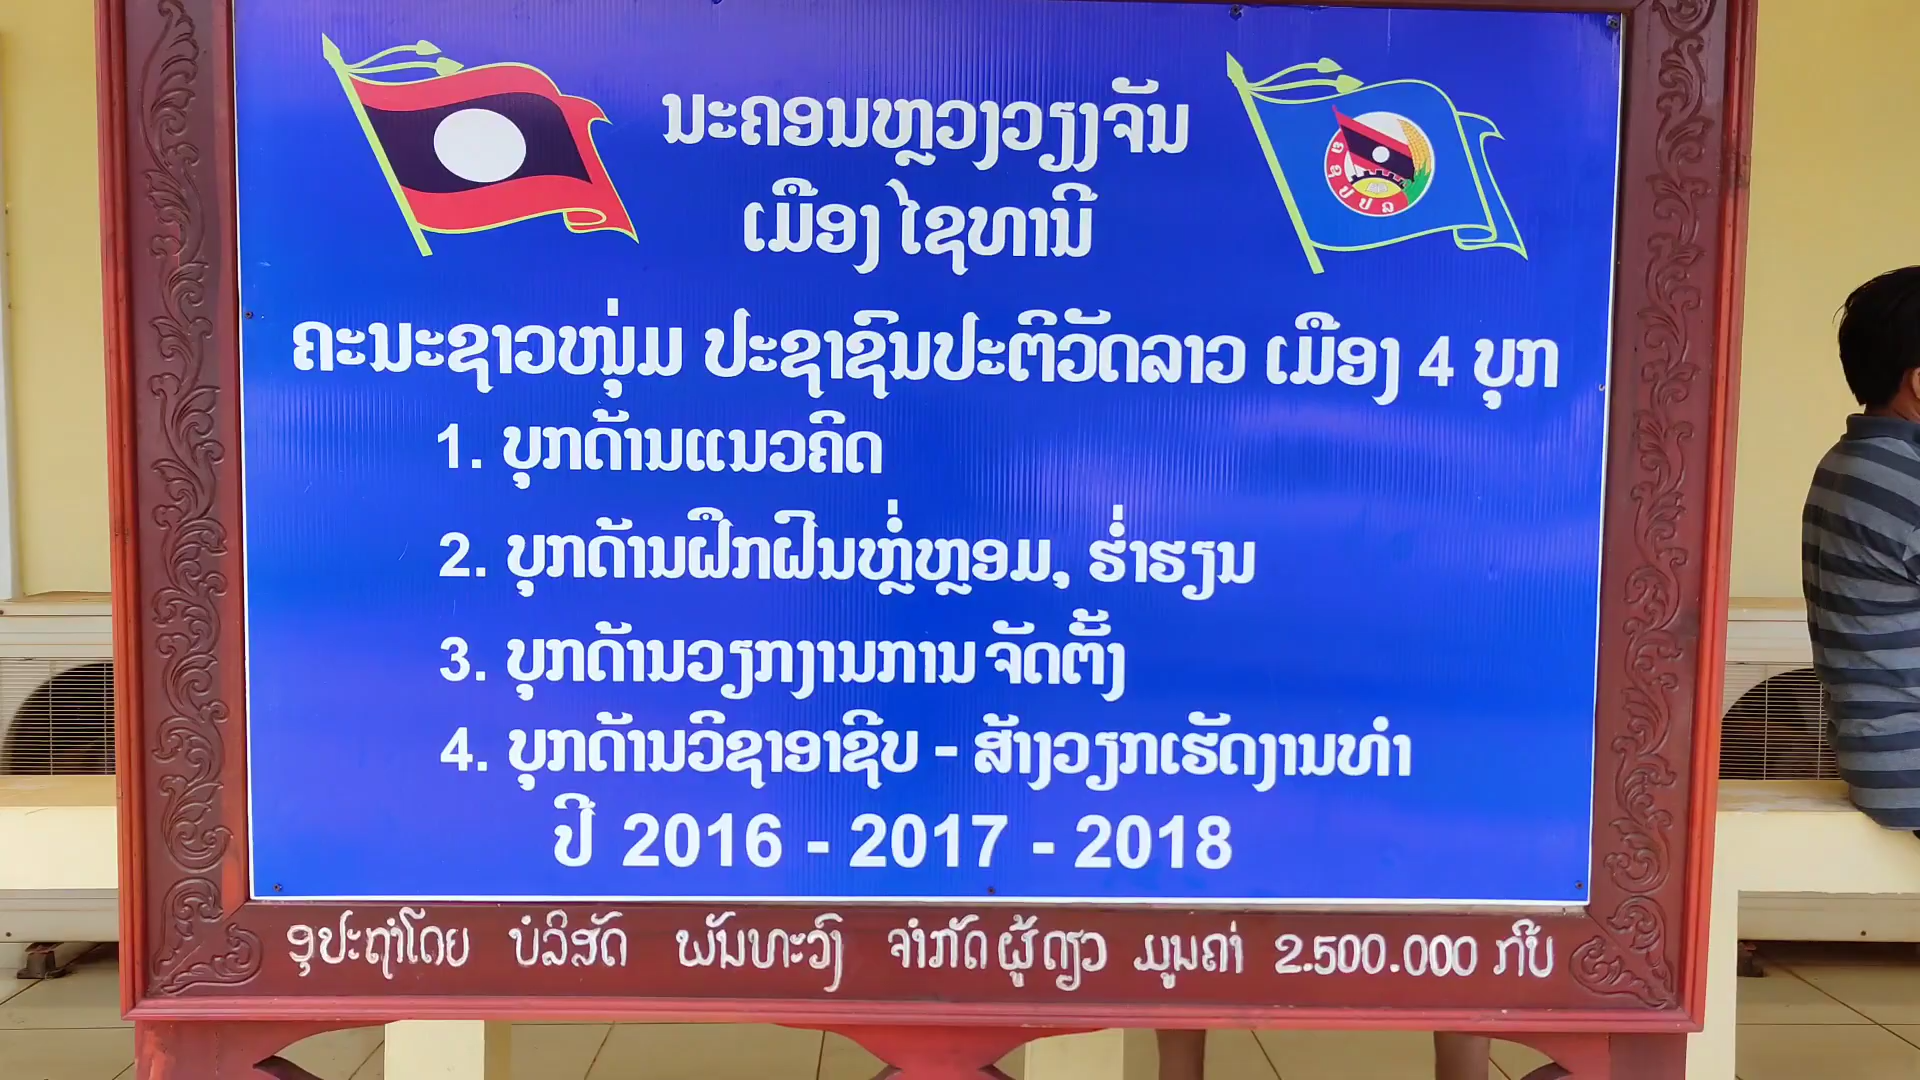 ນະຄອນຫຼວງວຽງຈັນ
ເມືອງ ໄຊທານີ
ຄະນະຊາວໜຸ່ມ ປະຊາຊົນປະຕິວັດລາວ ເມືອງ 4 ບຸກ
1. ບຸກດ້ານແນວຄິດ
2. ບຸກດ້ານຝຶກຝົນຫຼໍ່ຫຼອມ, ຮ່ຳຮຽນ
3. ບຸກດ້ານວຽກງານການ ຈັດຕັ້ງ
4. ບຸກດ້ານວິຊາອາຊີບ - ສ້າງວຽກເຮັດງານທຳ
ປີ 2016 - 2017 - 2018
ອຸປະຖຳໂດຍ ບໍລິສັດ ພັນທະວົງ ຈຳກັດຜູ້ດຽວ ມູນຄ່າ 2.500.000 ກີບ